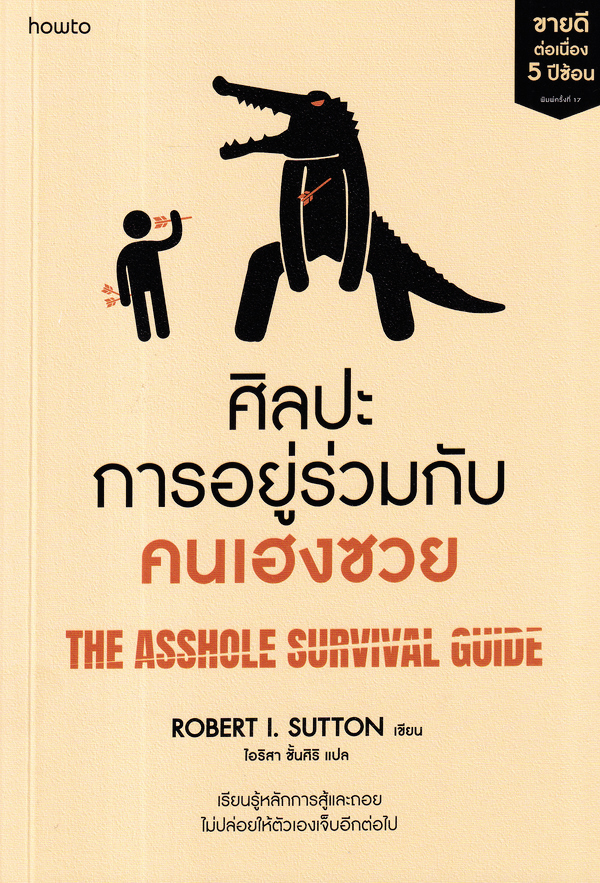 howto
ขายดี
ต่อเนื่อง
5 ปีซ้อน
พิมพ์ครั้งที่ 17
ศิลปะ
การอยู่ร่วมกับ
คนเฮงซวย
THE ASSHOLE SURVIVAL GUIDE
ROBERT I. SUTTON เขียน
ไอริสา ชั้นศิริ แปล
เรียนรู้หลักการสู้และถอย
ไม่ปล่อยให้ตัวเองเจ็บอีกต่อไป